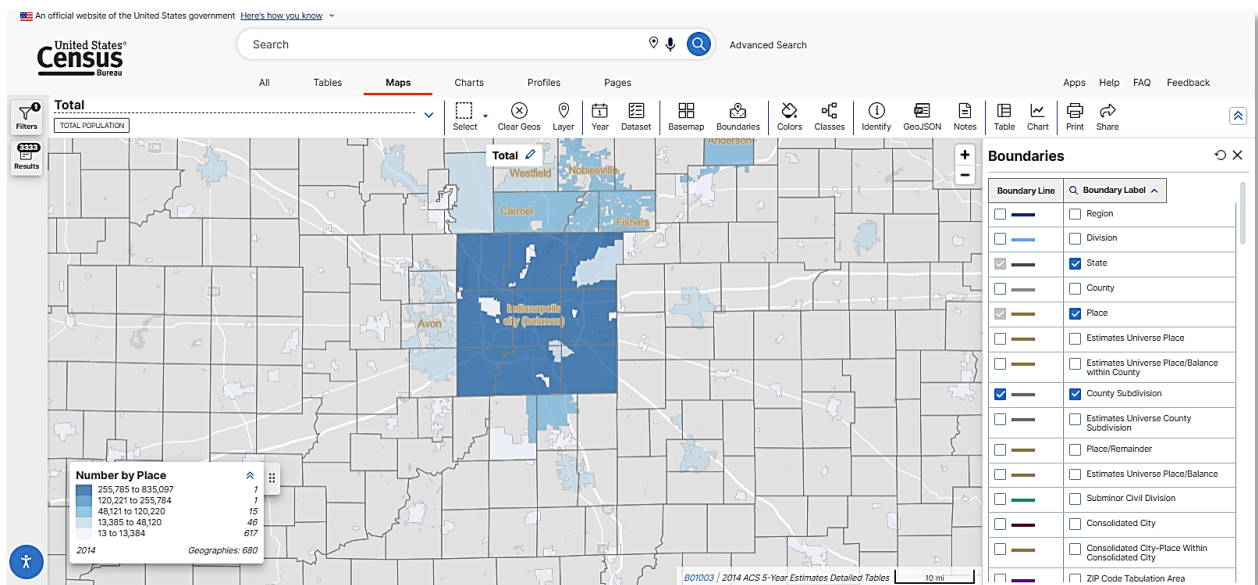 An official website of the United States government Here's how you know
United States®
Census
Bureau
Search
Advanced Search
All Tables Maps Charts Profiles Pages
Apps Help FAQ Feedback
1
Filters
3333
Results
Total
TOTAL POPULATION
Select Clear Geos Layer Year Dataset Basemap Boundaries Colors Classes Identify GeoJSON Notes Table Chart Print Share
Total
Anderson
Westfield
Noblesville
Carmel
Fishers
Indianapolis
city (balance)
Avon
+
-
Boundaries
Boundary Line Boundary Label
Region
Division
State
County
Place
Estimates Universe Place
Estimates Universe Place/Balance
within County
County Subdivision
Estimates Universe County
Subdivision
Place/Remainder
Estimates Universe Place/Balance
Subminor Civil Division
Consolidated City
Consolidated City-Place Within
Consolidated City
ZIP Code Tabulation Area
Number by Place
255,785 to 835,097 1
120,221 to 255,784 1
48,121 to 120,220 15
13,385 to 48,120 46
13 to 13,384 617
2014 Geographies: 680
B01003 | 2014 ACS 5-Year Estimates Detailed Tables
10 mi